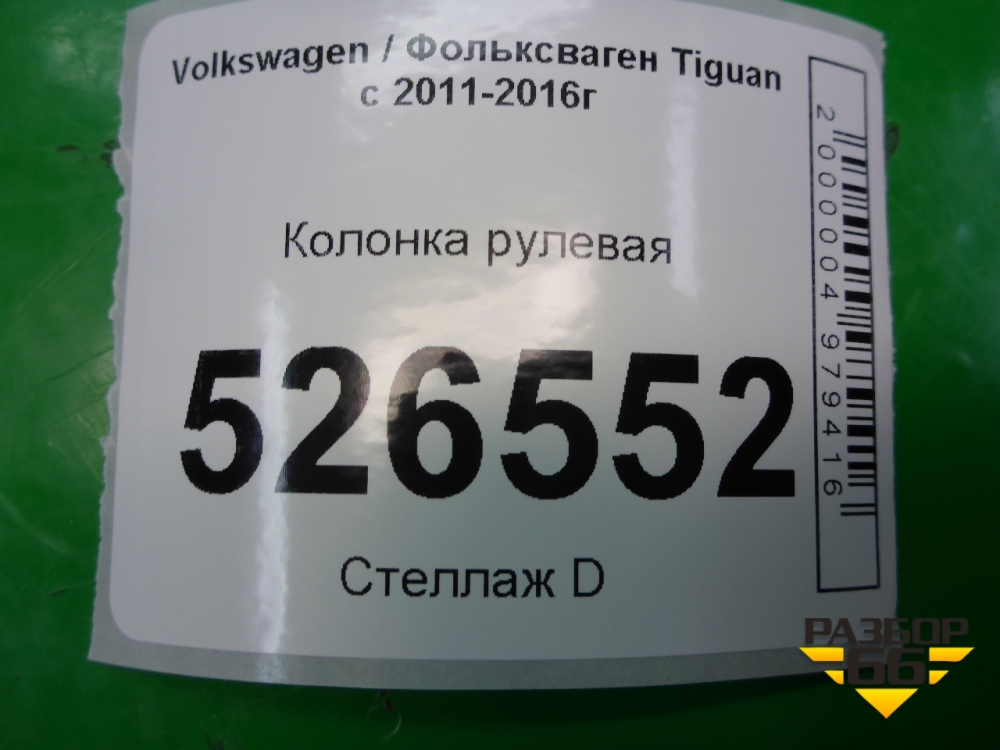 Volkswagen / Фольксваген Tiguan
с 2011-2016г
Колонка рулевая
526552
Стеллаж D
2000004979416
РАЗБОР
66